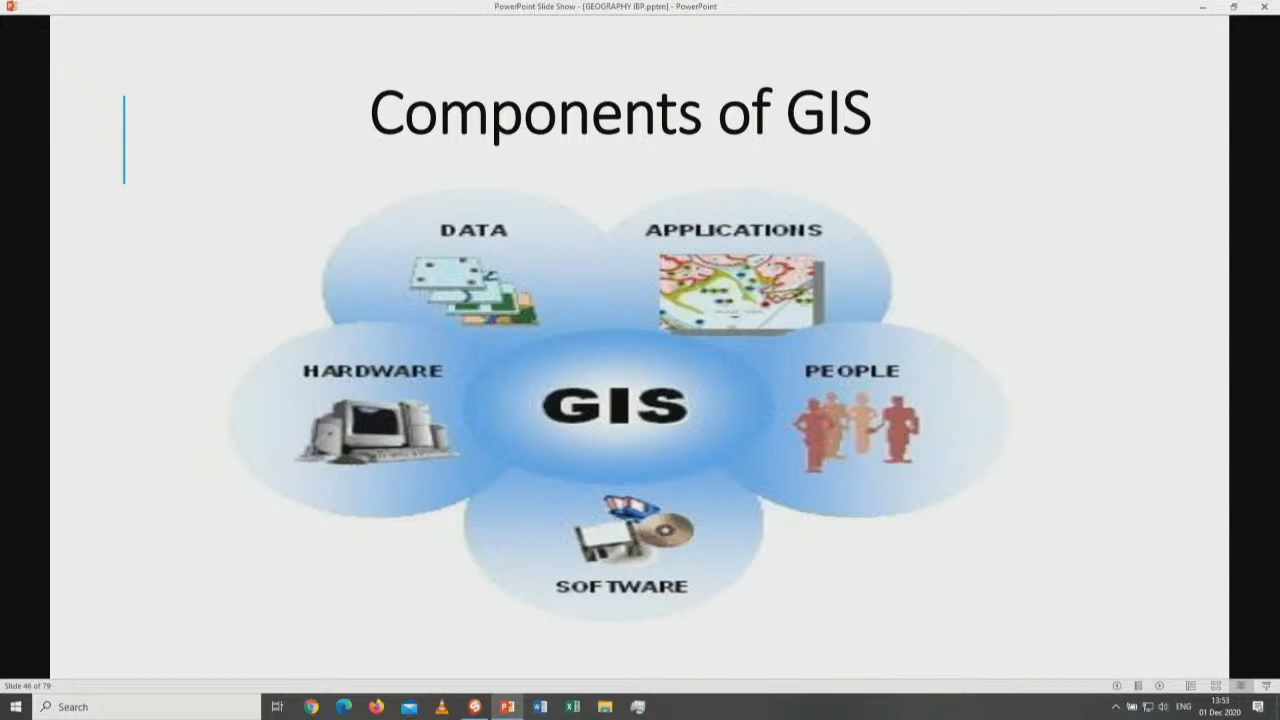 PowerPoint Slide Show - [GEOGRAPHY IBP.pptm] - PowerPoint
Components of GIS
DATA
APPLICATIONS
HARDWARE
PEOPLE
GIS
SOFTWARE
Slide 46 of 79
Search
ENG
13:53
01 Dec 2020